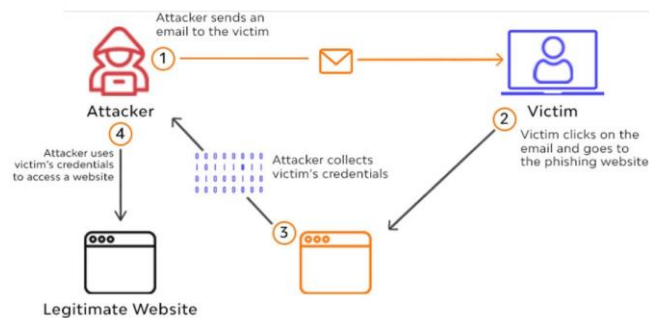 Attacker sends an
email to the victim
1
Attacker
Victim
4
2
Attacker uses
victim's credentials
to access a website
Attacker collects
victim's credentials
Victim clicks on the
email and goes to
the phishing website
3
Legitimate Website